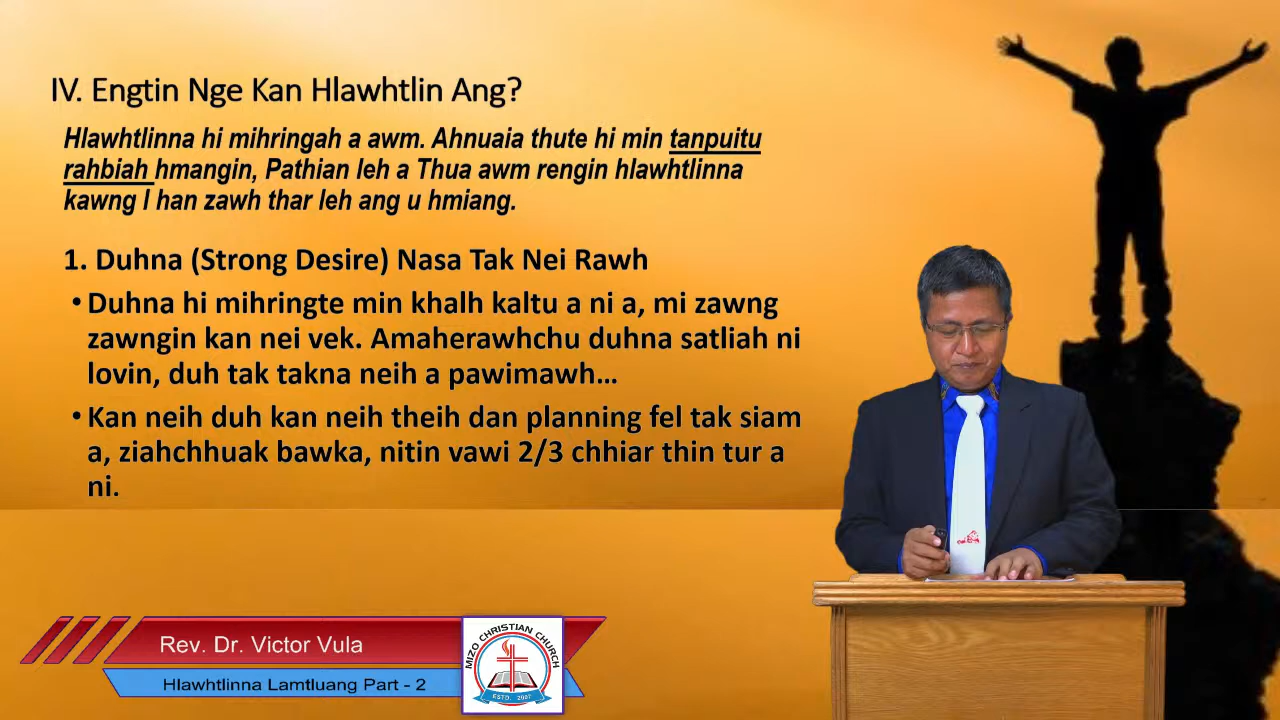 IV. Engtin Nge Kan Hlawhtlin Ang?
Hlawhtlinna hi mihringah a awm. Ahnuaia thute hi min tanpuitu
rahbiah hmangin, Pathian leh a Thua awm rengin hlawhtlinna
kawng I han zawh thar leh ang u hmiang.
1. Duhna (Strong Desire) Nasa Tak Nei Rawh
• Duhna hi mihringte min khalh kaltu a ni a, mi zawng
zawngin kan nei vek. Amaherawhchu duhna satliah ni
lovin, duh tak takna neih a pawimawh...
• Kan neih duh kan neih theih dan planning fel tak siam
a, ziahchhuak bawka, nitin vawi 2/3 chhiar thin tur a
ni.
Rev. Dr. Victor Vula
Hlawhtlinna Lamtluang Part - 2
MIZO CHRISTIAN CHURCH
ESTD. 2007